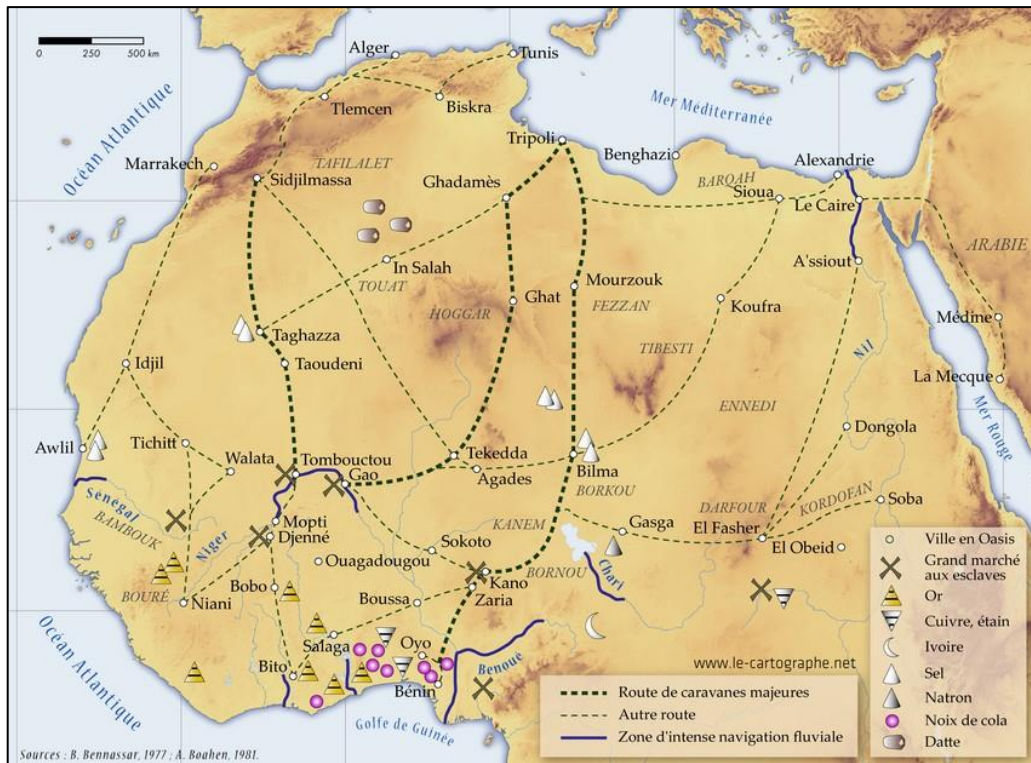 0 250 500 km
Alger
Tunis
Tlemcen
Biskra
Mer Méditerranée
Océan Atlantique
Marrakech
TAFILALET
Sidjilmassa
Tripoli
Benghazi
Alexandrie
BARQAH
Sioua
Le Caire
Ghadamès
ARABIE
In Salah
TOUAT
A'ssiout
Mourzouk
Ghat
FEZZAN
HOGGAR
Koufra
Médine
Taghazza
TIBESTI
Nil
Taoudeni
Idjil
La Mecque
ENNEDI
Mer Rouge
Awlil
Tichitt
Walata
Tombouctou
Gao
Tekedda
Agades
Bilma
BORKOU
Dongola
Sénégal
BAMBOUK
Niger
Mopti
Djenné
KANEM
DARFOUR
KORDOFAN
Soba
Gasga
El Fasher
El Obeid
Ouagadougou
Sokoto
BORNOU
Chari
Kano
Zaria
BOURÉ
Niani
Bobo
Boussa
Salaga
Oyo
Bito
Bénin
Benoué
Océan Atlantique
Golfe de Guinée
www.le-cartographe.net
Route de caravanes majeures
Autre route
Zone d'intense navigation fluviale
Ville en Oasis
Grand marché
aux esclaves
Or
Cuivre, étain
Ivoire
Sel
Natron
Noix de cola
Datte
Sources : B. Bennassar, 1977 ; A. Boahen, 1981.